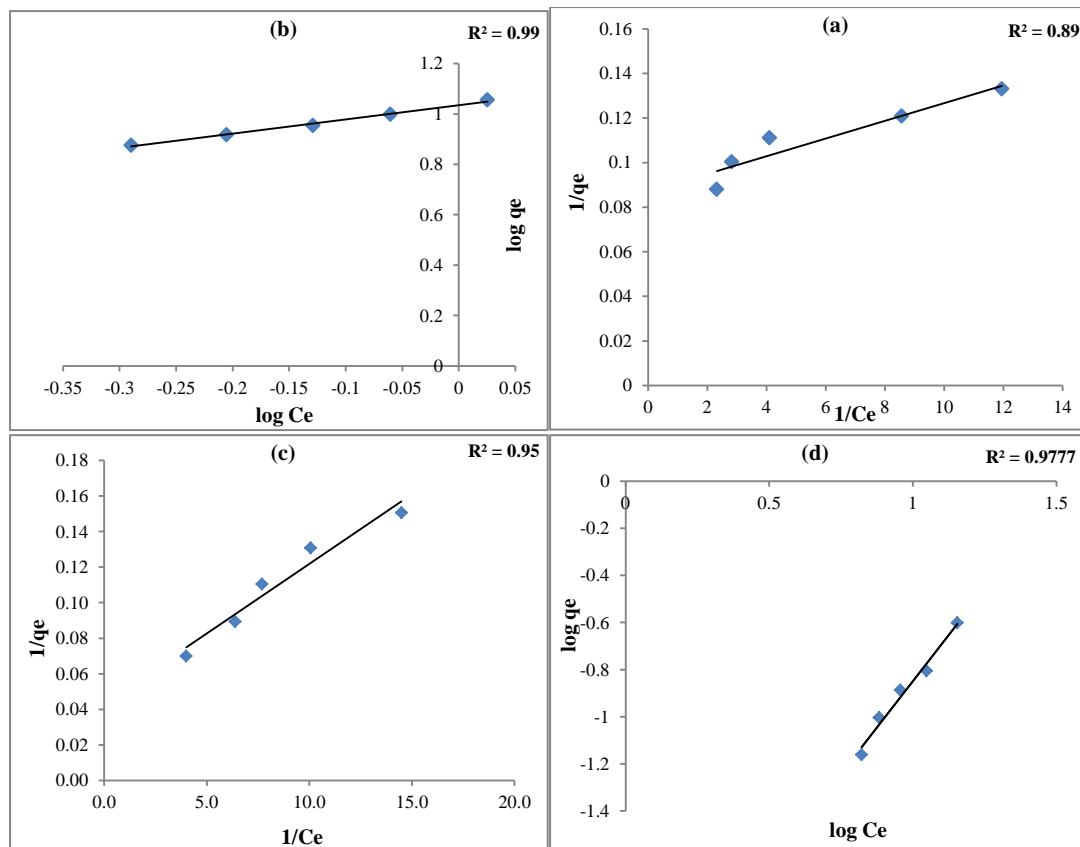 (b)
R² = 0.99
1.2
1
0.8
0.6
0.4
0.2
0
log qe
-0.35 -0.3 -0.25 -0.2 -0.15 -0.1 -0.05 0 0.05
log Ce
(a)
R² = 0.89
0.16
0.14
0.12
0.1
0.08
0.06
0.04
0.02
0
1/qe
0 2 4 6 8 10 12 14
1/Ce
(c)
R² = 0.95
0.18
0.16
0.14
0.12
0.10
0.08
0.06
0.04
0.02
0.00
1/qe
0.0 5.0 10.0 15.0 20.0
1/Ce
(d)
R² = 0.9777
0
-0.2
-0.4
-0.6
-0.8
-1
-1.2
-1.4
log qe
0 0.5 1 1.5
log Ce